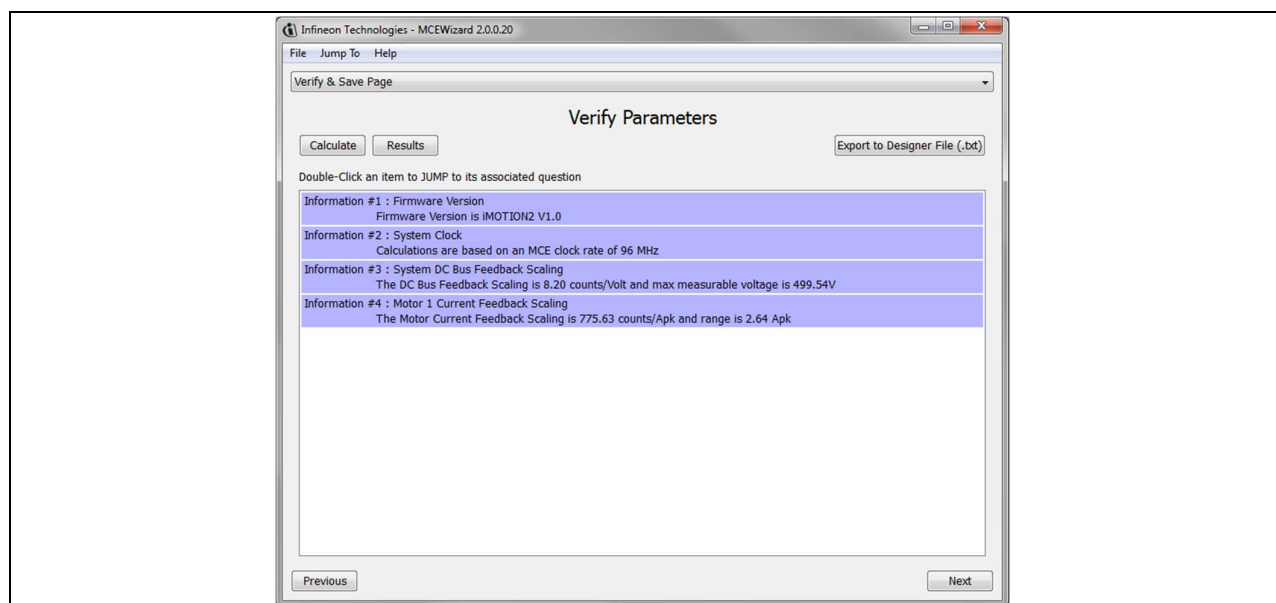 Infineon Technologies - MCEWizard 2.0.0.20
File Jump To Help
Verify & Save Page
Verify Parameters
Calculate Results Export to Designer File (.txt)
Double-Click an item to JUMP to its associated question
Information #1 : Firmware Version
Firmware Version is iMOTION2 V1.0
Information #2 : System Clock
Calculations are based on an MCE clock rate of 96 MHz
Information #3 : System DC Bus Feedback Scaling
The DC Bus Feedback Scaling is 8.20 counts/Volt and max measurable voltage is 499.54V
Information #4 : Motor 1 Current Feedback Scaling
The Motor Current Feedback Scaling is 775.63 counts/Apk and range is 2.64 Apk
Previous Next